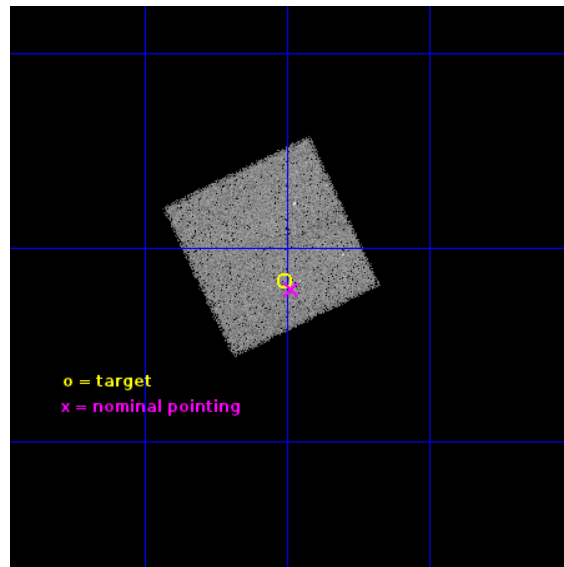 o = target
x = nominal pointing